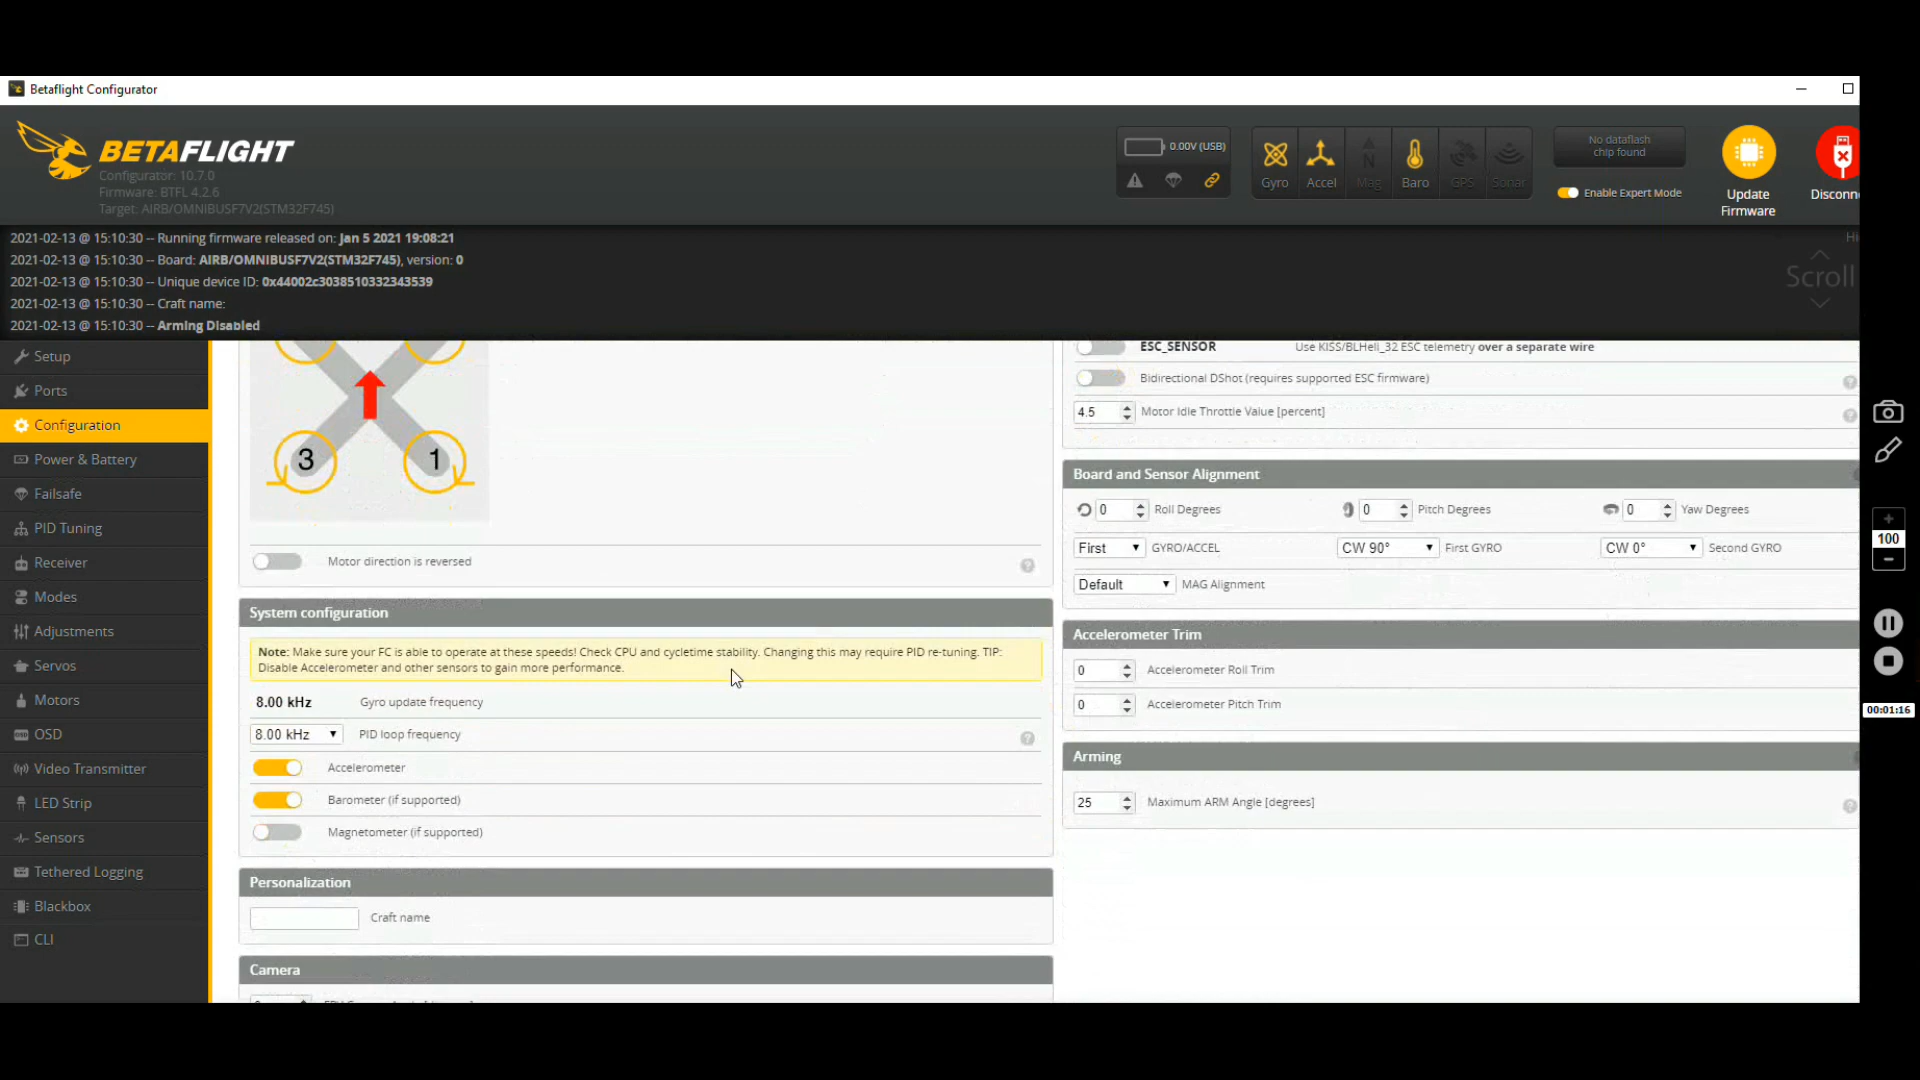 Betaflight Configurator
BETAFLIGHT
Configurator: 10.7.0
Firmware: BTFL 4.2.6
Target: AIRB/OMNIBUSF7V2(STM32F745)
0.00V (USB)
Gyro
Accel
Mag
Baro
GPS
Sonar
No dataflash
chip found
Enable Expert Mode
Update
Firmware
Disconn
2021-02-13 @ 15:10:30 -- Running firmware released on: Jan 5 2021 19:08:21
2021-02-13 @ 15:10:30 -- Board: AIRB/OMNIBUSF7V2(STM32F745), version: 0
2021-02-13 @ 15:10:30 -- Unique device ID: 0x44002c3038510332343539
2021-02-13 @ 15:10:30 -- Craft name:
2021-02-13 @ 15:10:30 -- Arming Disabled
Hi
Scroll
Setup
Ports
Configuration
Power & Battery
Failsafe
PID Tuning
Receiver
Modes
Adjustments
Servos
Motors
OSD
Video Transmitter
LED Strip
Sensors
Tethered Logging
Blackbox
CLI
3
1
Motor direction is reversed
System configuration
Note: Make sure your FC is able to operate at these speeds! Check CPU and cycletime stability. Changing this may require PID re-tuning. TIP:
Disable Accelerometer and other sensors to gain more performance.
8.00 kHz Gyro update frequency
8.00 kHz PID loop frequency
Accelerometer
Barometer (if supported)
Magnetometer (if supported)
Personalization
Craft name
Camera
ESC_SENSOR Use KISS/BLHeli_32 ESC telemetry over a separate wire
Bidirectional DShot (requires supported ESC firmware)
4.5 Motor Idle Throttle Value [percent]
Board and Sensor Alignment
0 Roll Degrees 0 Pitch Degrees 0 Yaw Degrees
First GYRO/ACCEL CW 90° First GYRO CW 0° Second GYRO
Default MAG Alignment
Accelerometer Trim
0 Accelerometer Roll Trim
0 Accelerometer Pitch Trim
Arming
25 Maximum ARM Angle [degrees]
100
00:01:16